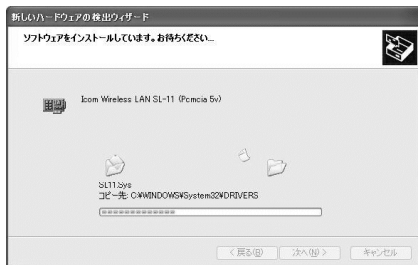 新しいハードウェアの検出ウィザード
ソフトウェアをインストールしています。お待ちください...
Icom Wireless LAN SL-11 (Pcmcia 5v)
SL11.Sys
コピー先: C:¥WINDOWS¥System32¥DRIVERS
< 戻る(B) 次へ(N) > キャンセル